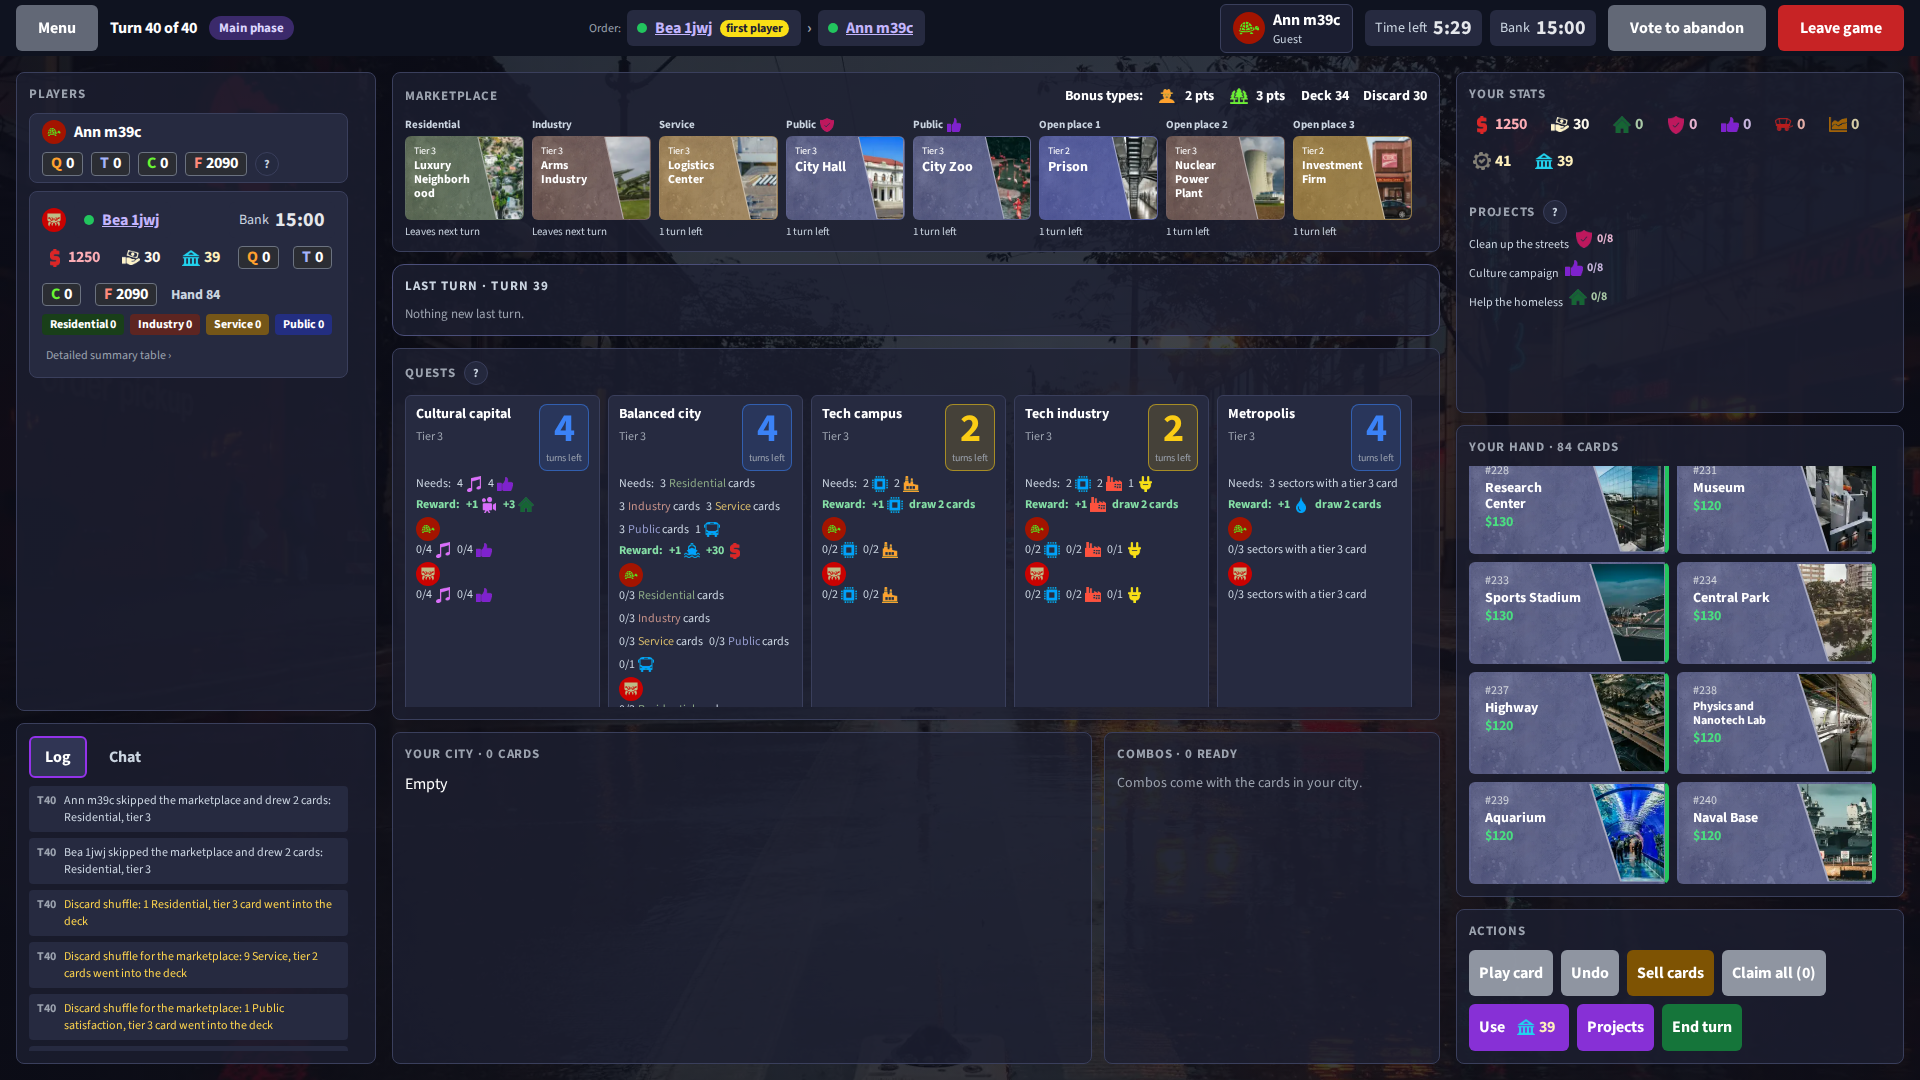 Menu
Turn 40 of 40
Main phase
Order:
Bea 1jwj
first player
›
Ann m39c
Ann m39c
Guest
Time left 5:29
Bank 15:00
Vote to abandon
Leave game
PLAYERS
Ann m39c
Q 0
T 0
C 0
F 2090
?
Bea 1jwj
Bank 15:00
1250
30
39
Q 0
T 0
C 0
F 2090
Hand 84
Residential 0
Industry 0
Service 0
Public 0
Detailed summary table ›
Log
Chat
T40 Ann m39c skipped the marketplace and drew 2 cards:
Residential, tier 3
T40 Bea 1jwj skipped the marketplace and drew 2 cards:
Residential, tier 3
T40 Discard shuffle: 1 Residential, tier 3 card went into the
deck
T40 Discard shuffle for the marketplace: 9 Service, tier 2
cards went into the deck
T40 Discard shuffle for the marketplace: 1 Public
satisfaction, tier 3 card went into the deck
MARKETPLACE
Bonus types:
2 pts
3 pts
Deck 34
Discard 30
Residential
Tier 3
Luxury
Neighborh
ood
Leaves next turn
Industry
Tier 3
Arms
Industry
Leaves next turn
Service
Tier 3
Logistics
Center
1 turn left
Public
Tier 3
City Hall
1 turn left
Public
Tier 3
City Zoo
1 turn left
Open place 1
Tier 2
Prison
1 turn left
Open place 2
Tier 3
Nuclear
Power
Plant
1 turn left
Open place 3
Tier 2
Investment
Firm
1 turn left
LAST TURN · TURN 39
Nothing new last turn.
QUESTS
?
Cultural capital
Tier 3
4
turns left
Needs: 4 4
Reward: +1 +3
0/4 0/4
0/4 0/4
Balanced city
Tier 3
4
turns left
Needs: 3 Residential cards
3 Industry cards 3 Service cards
3 Public cards 1
Reward: +1 +30
0/3 Residential cards
0/3 Industry cards
0/3 Service cards 0/3 Public cards
0/1
Tech campus
Tier 3
2
turns left
Needs: 2 2
Reward: +1 draw 2 cards
0/2 0/2
0/2 0/2
Tech industry
Tier 3
2
turns left
Needs: 2 2 1
Reward: +1 draw 2 cards
0/2 0/2 0/1
0/2 0/2 0/1
Metropolis
Tier 3
4
turns left
Needs: 3 sectors with a tier 3 card
Reward: +1 draw 2 cards
0/3 sectors with a tier 3 card
0/3 sectors with a tier 3 card
YOUR CITY · 0 CARDS
Empty
COMBOS · 0 READY
Combos come with the cards in your city.
YOUR STATS
1250
30
0
0
0
0
0
41
39
PROJECTS
?
Clean up the streets 0/8
Culture campaign 0/8
Help the homeless 0/8
YOUR HAND · 84 CARDS
#228
Research
Center
$130
#231
Museum
$120
#233
Sports Stadium
$130
#234
Central Park
$130
#237
Highway
$120
#238
Physics and
Nanotech Lab
$120
#239
Aquarium
$120
#240
Naval Base
$120
ACTIONS
Play card
Undo
Sell cards
Claim all (0)
Use 39
Projects
End turn